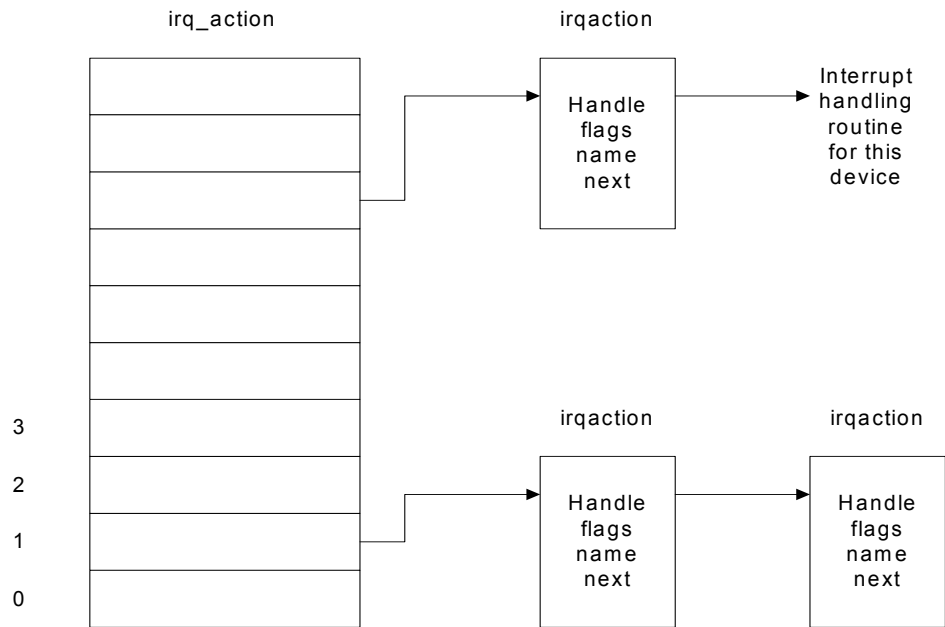 irq_action
irqaction
Handle
flags
name
next
Interrupt
handling
routine
for this
device
3
2
1
0
irqaction
Handle
flags
name
next
irqaction
Handle
flags
name
next